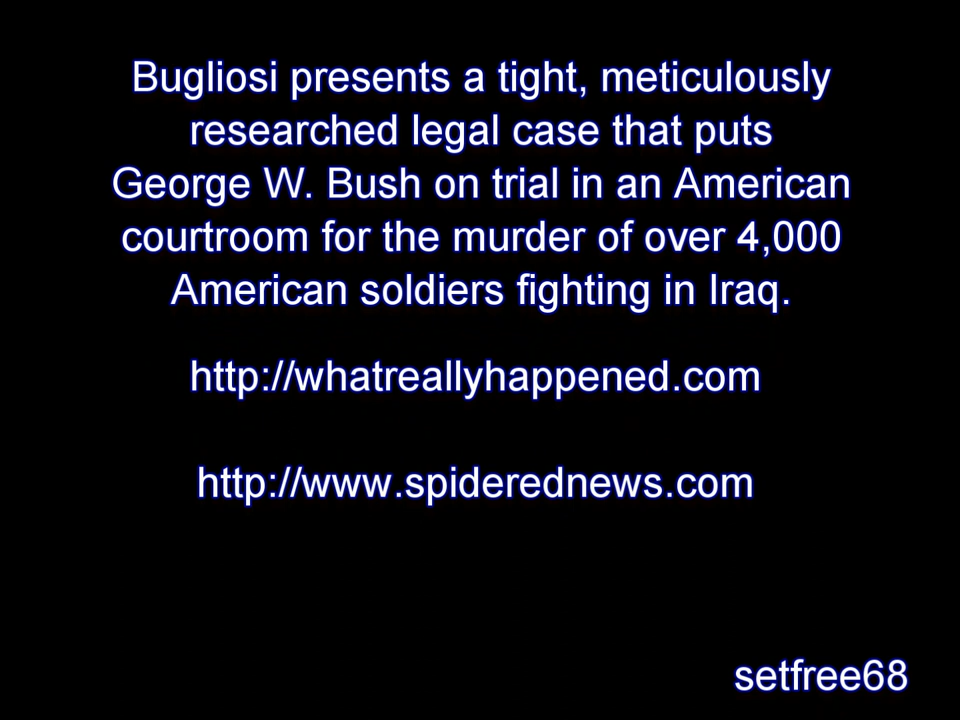 Bugliosi presents a tight, meticulously
researched legal case that puts
George W. Bush on trial in an American
courtroom for the murder of over 4,000
American soldiers fighting in Iraq.
http://whatreallyhappened.com
http://www.spiderednews.com
setfree68